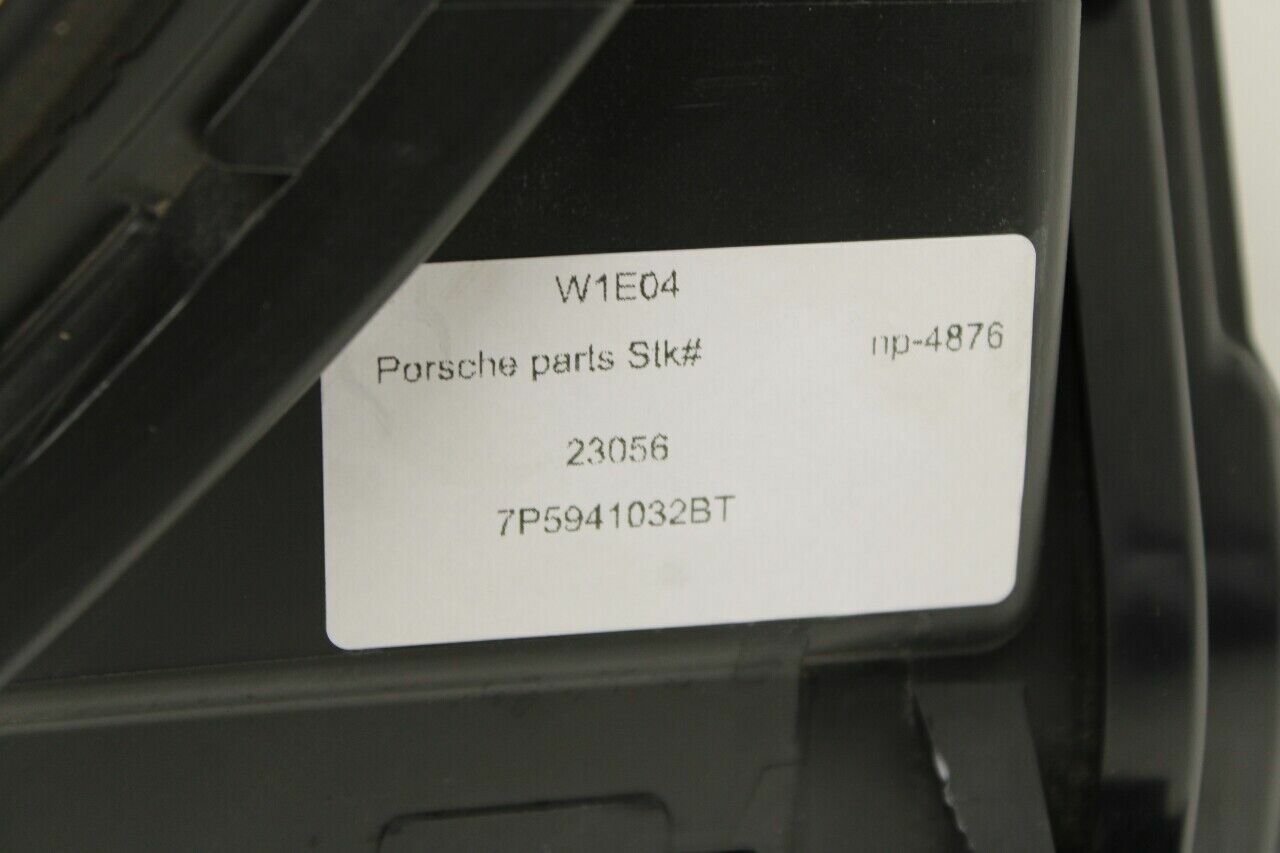 W1E04
Porsche parts Stk# np-4876
23056
7P5941032BT